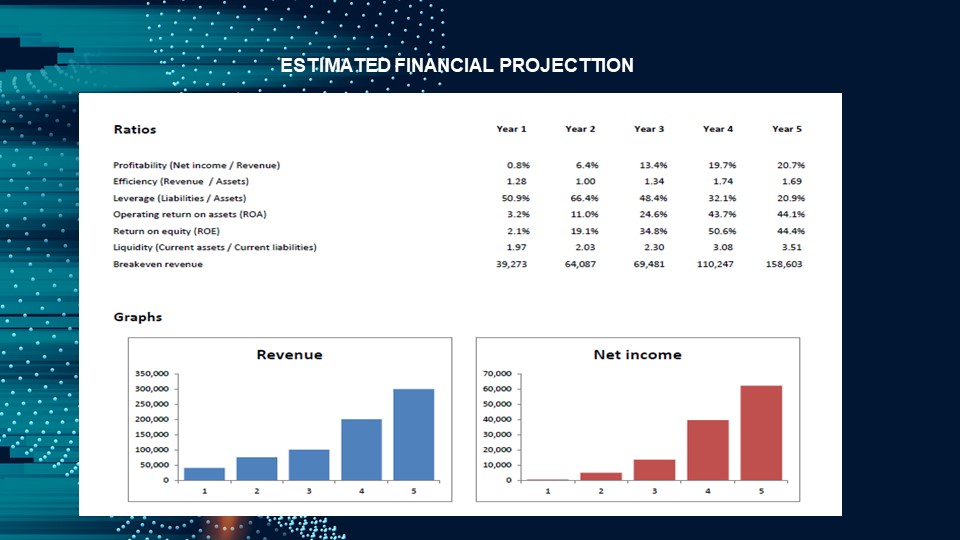 ESTIMATED FINANCIAL PROJECTTION
Ratios Year 1 Year 2 Year 3 Year 4 Year 5
Profitability (Net income / Revenue) 0.8% 6.4% 13.4% 19.7% 20.7%
Efficiency (Revenue / Assets) 1.28 1.00 1.34 1.74 1.69
Leverage (Liabilities / Assets) 50.9% 66.4% 48.4% 32.1% 20.9%
Operating return on assets (ROA) 3.2% 11.0% 24.6% 43.7% 44.1%
Return on equity (ROE) 2.1% 19.1% 34.8% 50.6% 44.4%
Liquidity (Current assets / Current liabilities) 1.97 2.03 2.30 3.08 3.51
Breakeven revenue 39,273 64,087 69,481 110,247 158,603
Graphs
Revenue
350,000
300,000
250,000
200,000
150,000
100,000
50,000
0
1 2 3 4 5
Net income
70,000
60,000
50,000
40,000
30,000
20,000
10,000
0
1 2 3 4 5